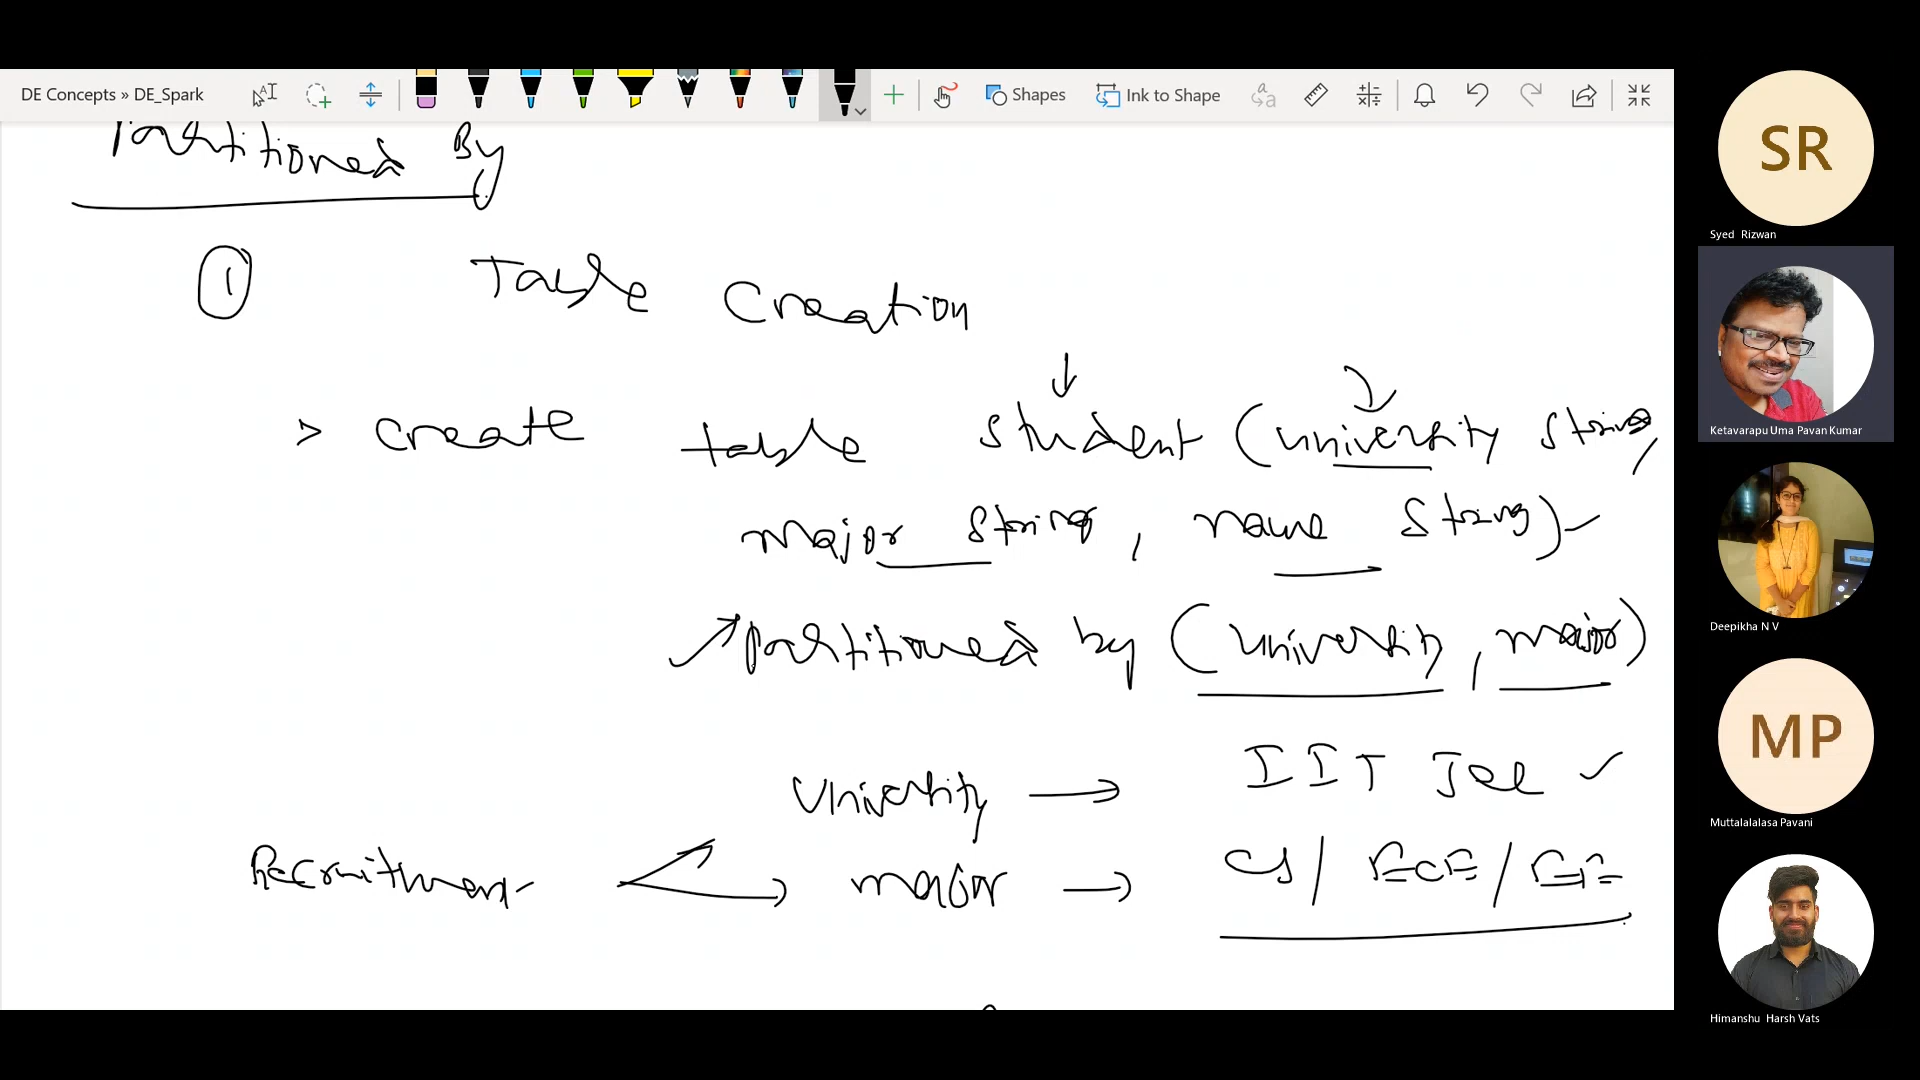 DE Concepts » DE_Spark
Shapes
Ink to Shape
Partitioned By
1 Table Creation
> create table student (university string,
major string, name string)
partitioned by (university, major)
University → IIT Jee ✓
Recruitment major → CS / ECE / EEE
SR
Syed Rizwan
Ketavarapu Uma Pavan Kumar
Deepikha N V
MP
Muttalalalasa Pavani
Himanshu Harsh Vats